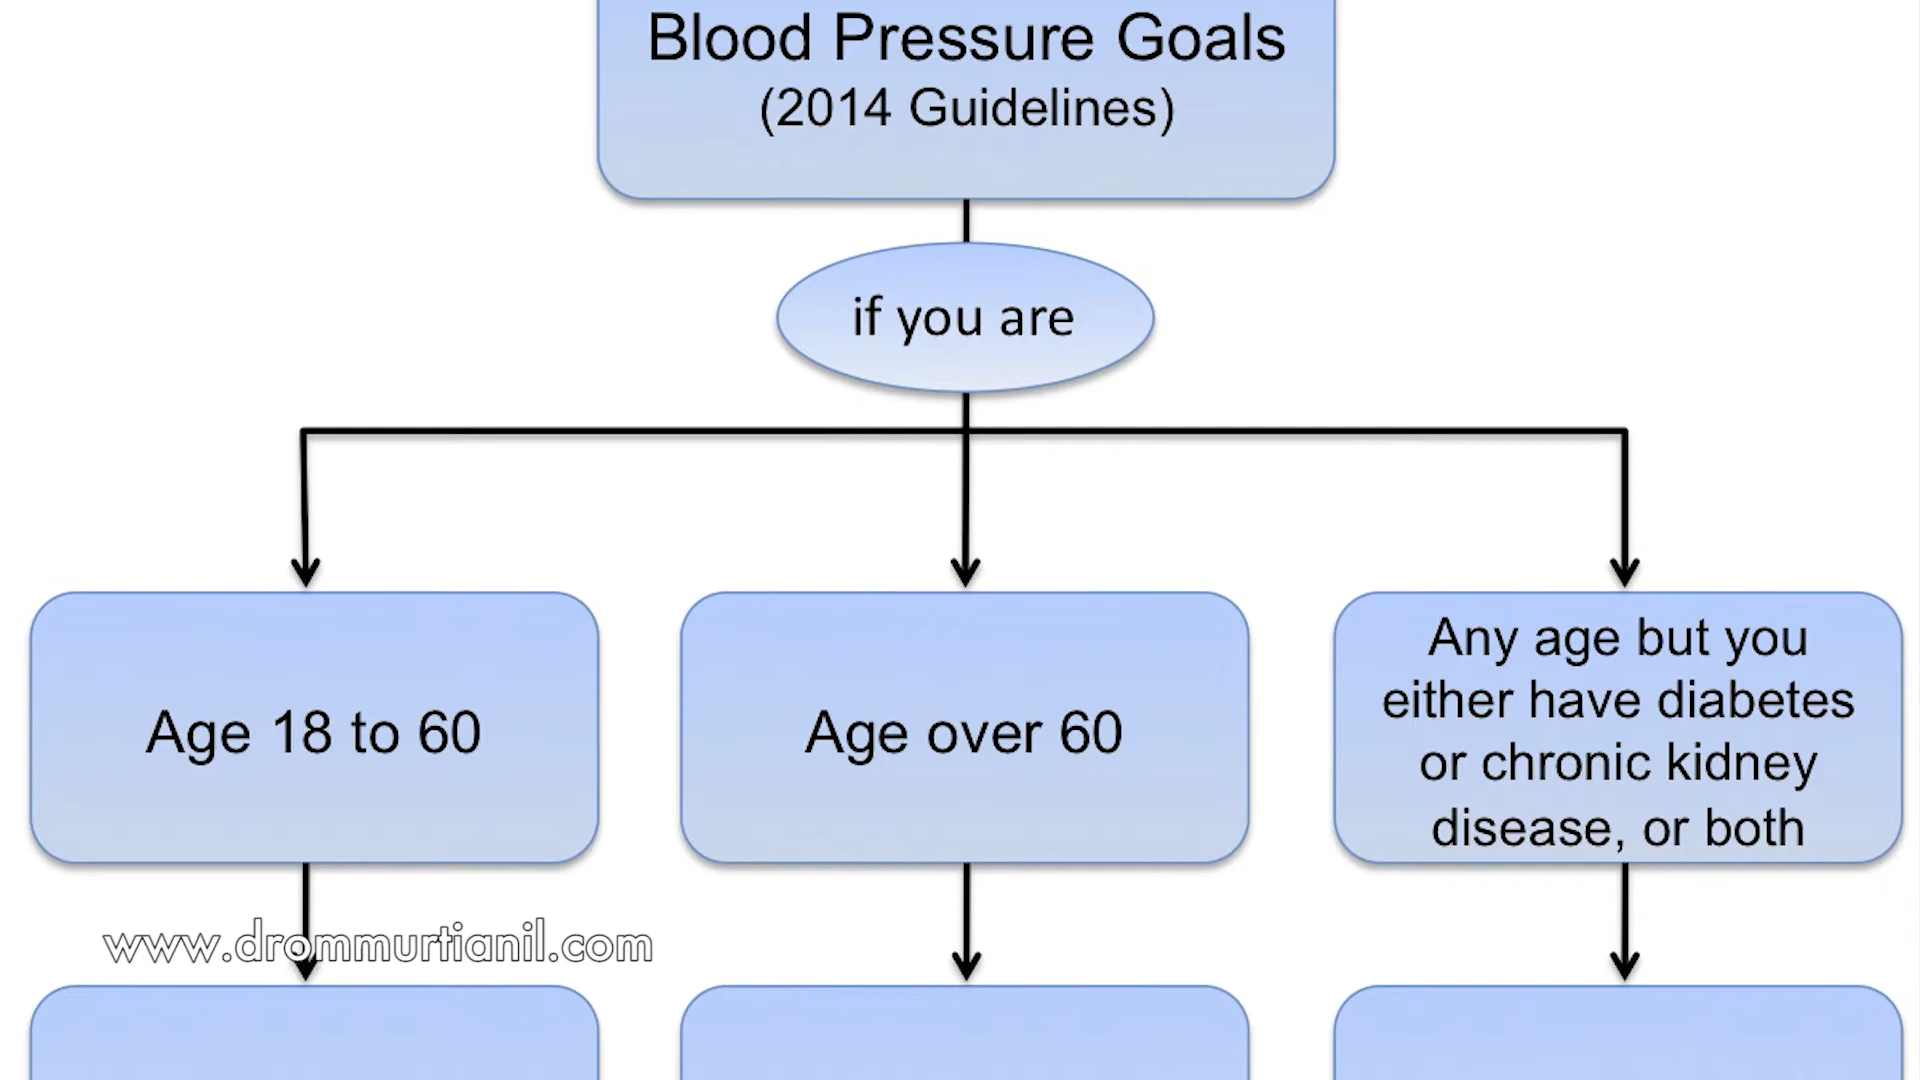 Blood Pressure Goals
(2014 Guidelines)
if you are
Age 18 to 60
Age over 60
Any age but you
either have diabetes
or chronic kidney
disease, or both
www.drommurtianil.com